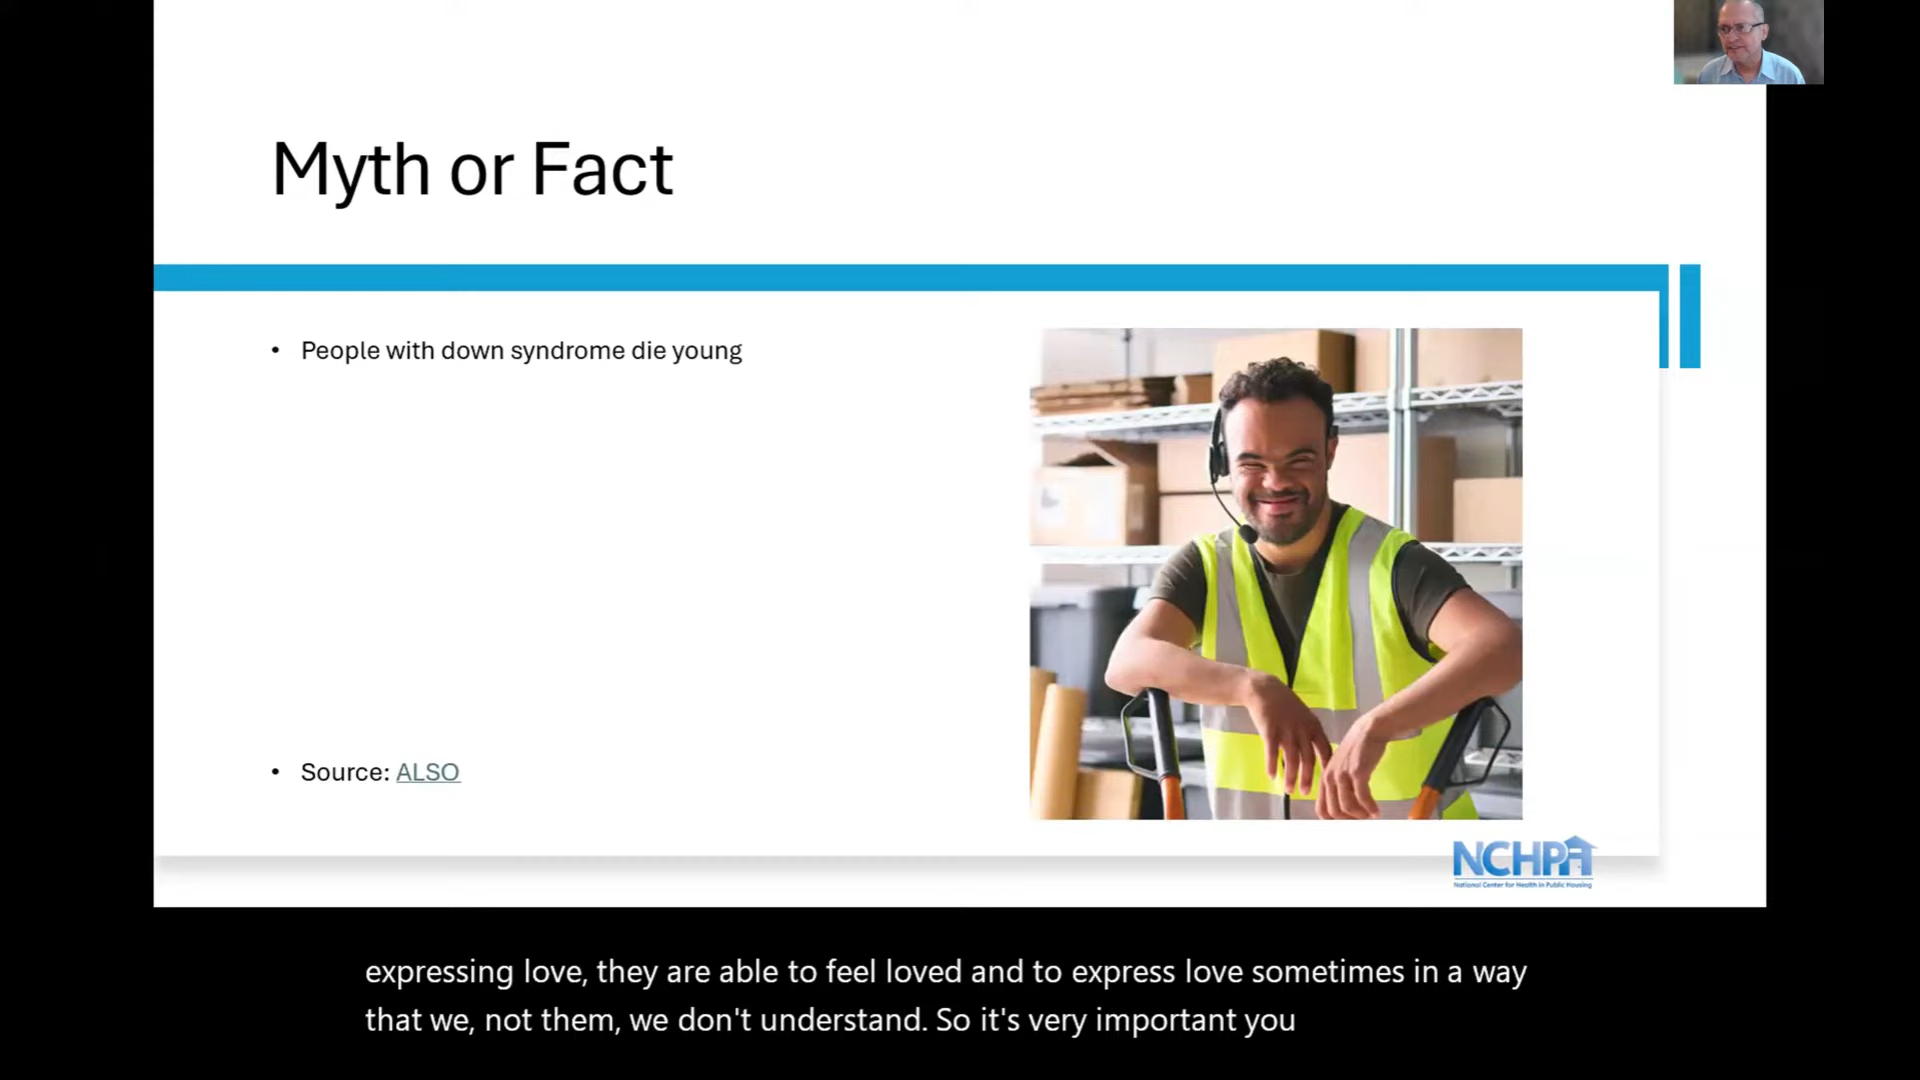 Myth or Fact
• People with down syndrome die young
• Source: ALSO
NCHPH
National Center for Health in Public Housing
expressing love, they are able to feel loved and to express love sometimes in a way
that we, not them, we don't understand. So it's very important you